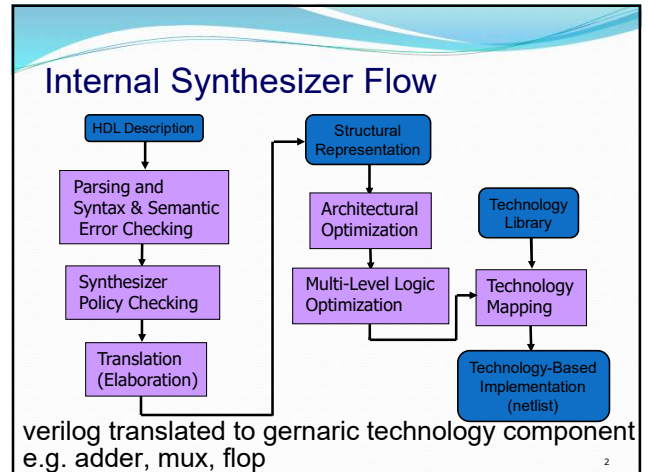 Internal Synthesizer Flow
HDL Description
Parsing and
Syntax & Semantic
Error Checking
Synthesizer
Policy Checking
Translation
(Elaboration)
Structural
Representation
Architectural
Optimization
Multi-Level Logic
Optimization
Technology
Library
Technology
Mapping
Technology-Based
Implementation
(netlist)
verilog translated to gernaric technology component
e.g. adder, mux, flop
2